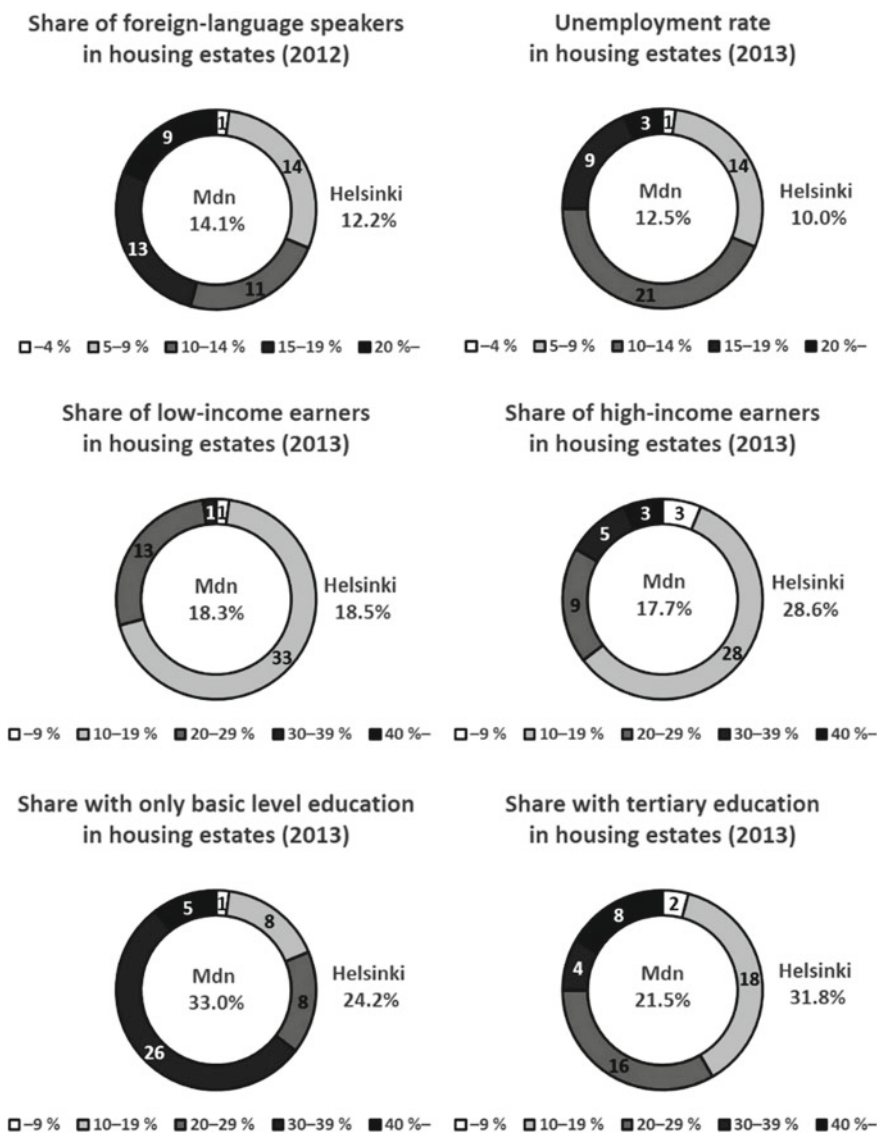 Share of foreign-language speakers
in housing estates (2012)
1
14
11
13
9
Mdn
14.1%
Helsinki
12.2%
–4 % 5–9 % 10–14 % 15–19 % 20 %–
Unemployment rate
in housing estates (2013)
1
14
21
9
3
Mdn
12.5%
Helsinki
10.0%
–4 % 5–9 % 10–14 % 15–19 % 20 %–
Share of low-income earners
in housing estates (2013)
1
33
13
1
Mdn
18.3%
Helsinki
18.5%
–9 % 10–19 % 20–29 % 30–39 % 40 %–
Share of high-income earners
in housing estates (2013)
3
28
9
5
3
Mdn
17.7%
Helsinki
28.6%
–9 % 10–19 % 20–29 % 30–39 % 40 %–
Share with only basic level education
in housing estates (2013)
1
8
8
26
5
Mdn
33.0%
Helsinki
24.2%
–9 % 10–19 % 20–29 % 30–39 % 40 %–
Share with tertiary education
in housing estates (2013)
2
18
16
4
8
Mdn
21.5%
Helsinki
31.8%
–9 % 10–19 % 20–29 % 30–39 % 40 %–